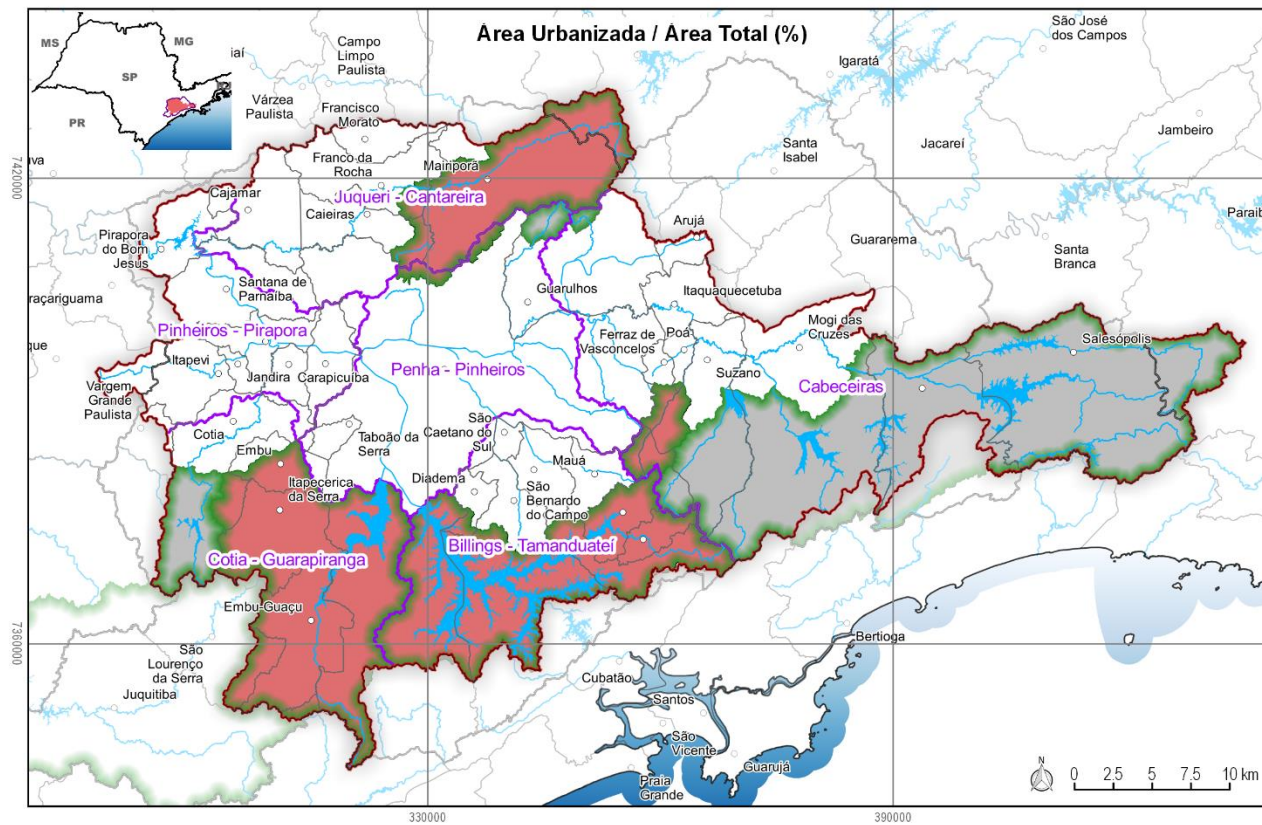 Área Urbanizada / Área Total (%)
MS
MG
SP
PR
iaí
Campo
Limpo
Paulista
São José
dos Campos
Igaratá
Várzea
Paulista
Francisco
Morato
Jambeiro
Jacareí
Santa
Isabel
Franco da
Rocha
Mairiporã
7420000
Cajamar
Juqueri - Cantareira
Caieiras
Arujá
Paraib
Pirapora
do Bom
Jesus
Guararema
Santa
Branca
Santana de
Parnaíba
Guarulhos
Itaquaquecetuba
raçariguama
Pinheiros - Pirapora
Ferraz de
Vasconcelos
Poá
Mogi das
Cruzes
Salesópolis
que
Itapevi
Jandira
Carapicuíba
Penha - Pinheiros
Suzano
Cabeceiras
Vargem
Grande
Paulista
Cotia
Embu
Taboão da
Serra
São
Caetano do
Sul
Mauá
Itapecerica
da Serra
Diadema
São
Bernardo
do Campo
Cotia - Guarapiranga
Billings - Tamanduateí
Embu-Guaçu
7360000
São
Lourenço
da Serra
Juquitiba
Bertioga
Cubatão
Santos
São
Vicente
Guarujá
Praia
Grande
N
0 2.5 5 7.5 10 km
330000
390000